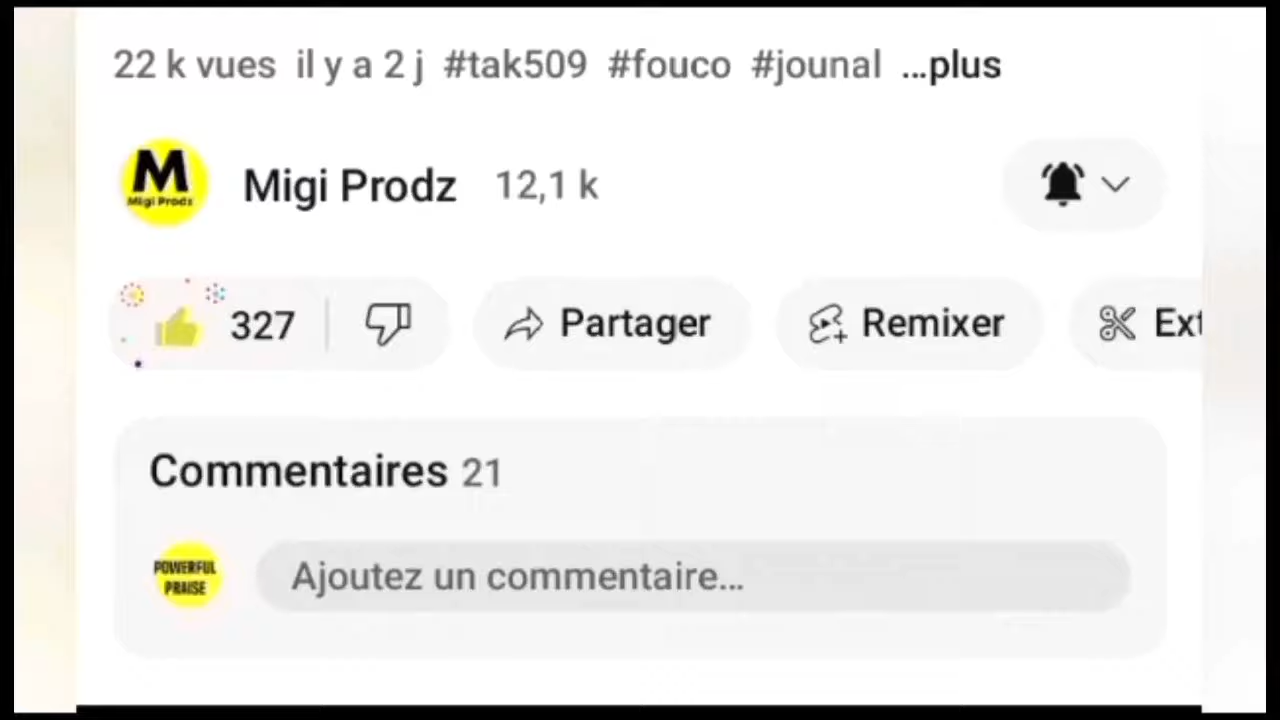 22 k vues il y a 2 j #tak509 #fouco #jounal ...plus
M
Migi Prodz
Migi Prodz 12,1 k
327 Partager Remixer Ext
Commentaires 21
POWERFUL
PRAISE
Ajoutez un commentaire...